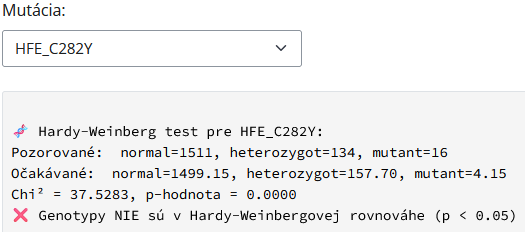 Mutácia:
HFE_C282Y
🧬 Hardy-Weinberg test pre HFE_C282Y:
Pozorované:  normal=1511, heterozygot=134, mutant=16
Očakávané:  normal=1499.15, heterozygot=157.70, mutant=4.15
Chi² = 37.5283, p-hodnota = 0.0000
❌ Genotypy NIE sú v Hardy-Weinbergovej rovnováhe (p < 0.05)